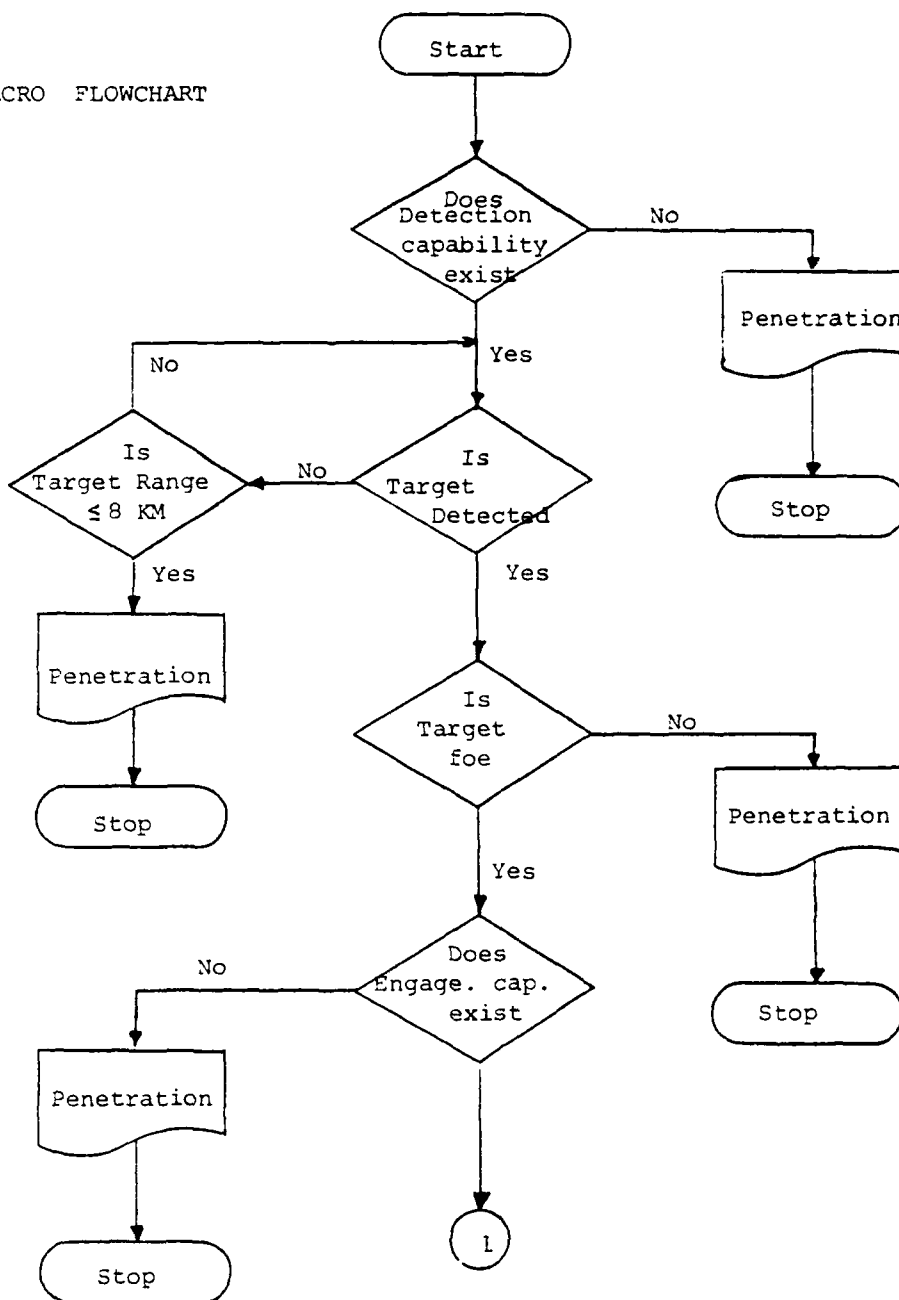 Start
ACRO FLOWCHART
Does
Detection
capability
exist
No
Penetration
Stop
Yes
No
Is
Target
Detected
No
Is
Target Range
≤ 8 KM
Yes
Penetration
Stop
Yes
Is
Target
foe
No
Penetration
Stop
Yes
Does
Engage. cap.
exist
No
Penetration
Stop
1